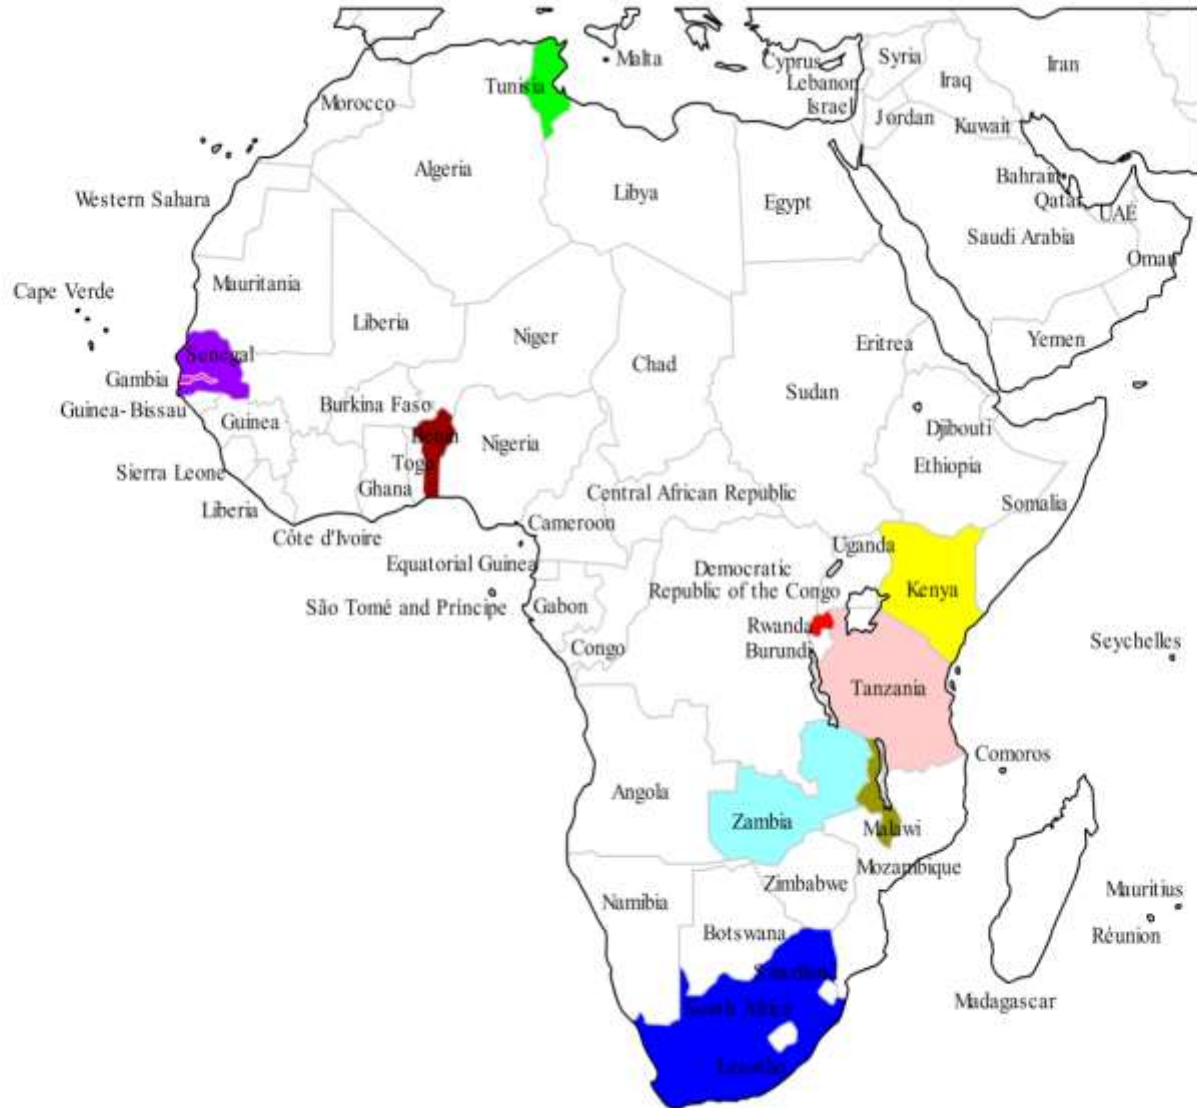 Malta
Cyprus
Syria
Iran
Tunisia
Lebanon
Iraq
Morocco
Israel
Jordan
Kuwait
Algeria
Bahrain
Western Sahara
Libya
Egypt
Qatar
UAE
Saudi Arabia
Oman
Mauritania
Cape Verde
Liberia
Niger
Eritrea
Yemen
Senegal
Chad
Gambia
Sudan
Guinea-Bissau
Burkina Faso
Guinea
Djibouti
Benin
Nigeria
Togo
Ethiopia
Sierra Leone
Ghana
Central African Republic
Somalia
Liberia
Cameroon
Côte d'Ivoire
Uganda
Equatorial Guinea
Democratic
Republic of the Congo
Kenya
São Tomé and Príncipe
Gabon
Rwanda
Congo
Burundi
Seychelles
Tanzania
Comoros
Angola
Zambia
Malawi
Mozambique
Zimbabwe
Mauritius
Namibia
Botswana
Réunion
Swaziland
Madagascar
South Africa
Lesotho